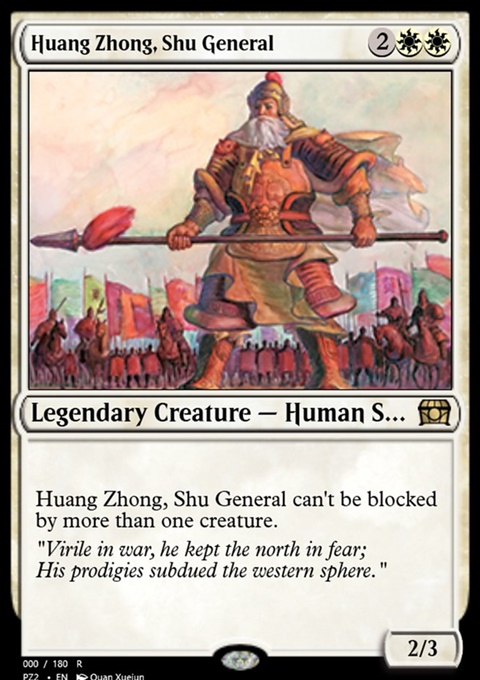 Huang Zhong, Shu General 2
Legendary Creature — Human S...
Huang Zhong, Shu General can't be blocked
by more than one creature.
"Virile in war, he kept the north in fear;
His prodigies subdued the western sphere."
2/3
000 / 180 R
PZ2 • EN Quan Xuejun